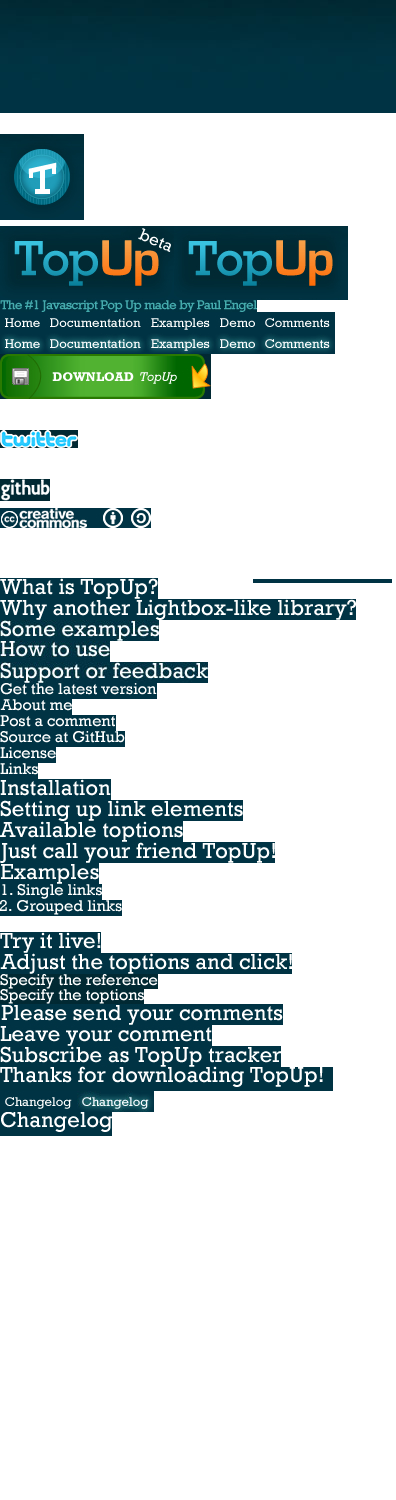 T
TopUp beta TopUp
The #1 Javascript Pop Up made by Paul Engel
Home Documentation Examples Demo Comments
Home Documentation Examples Demo Comments
DOWNLOAD TopUp
twitter
github
cc creative commons
What is TopUp?
Why another Lightbox-like library?
Some examples
How to use
Support or feedback
Get the latest version
About me
Post a comment
Source at GitHub
License
Links
Installation
Setting up link elements
Available toptions
Just call your friend TopUp!
Examples
1. Single links
2. Grouped links
Try it live!
Adjust the toptions and click!
Specify the reference
Specify the toptions
Please send your comments
Leave your comment
Subscribe as TopUp tracker
Thanks for downloading TopUp!
Changelog Changelog
Changelog